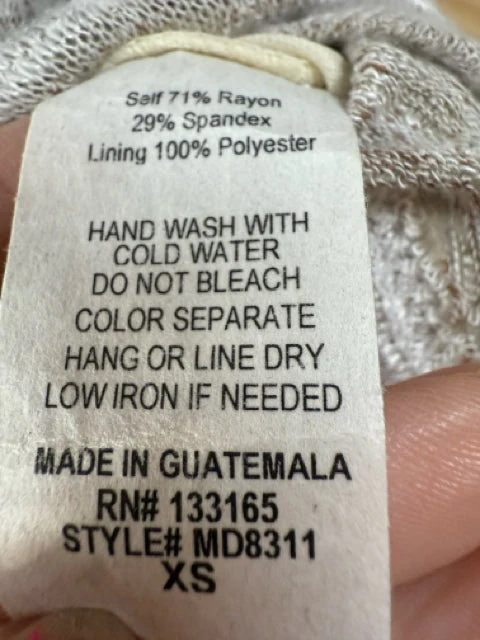 Self 71% Rayon
29% Spandex
Lining 100% Polyester
HAND WASH WITH
COLD WATER
DO NOT BLEACH
COLOR SEPARATE
HANG OR LINE DRY
LOW IRON IF NEEDED
MADE IN GUATEMALA
RN# 133165
STYLE# MD8311
XS